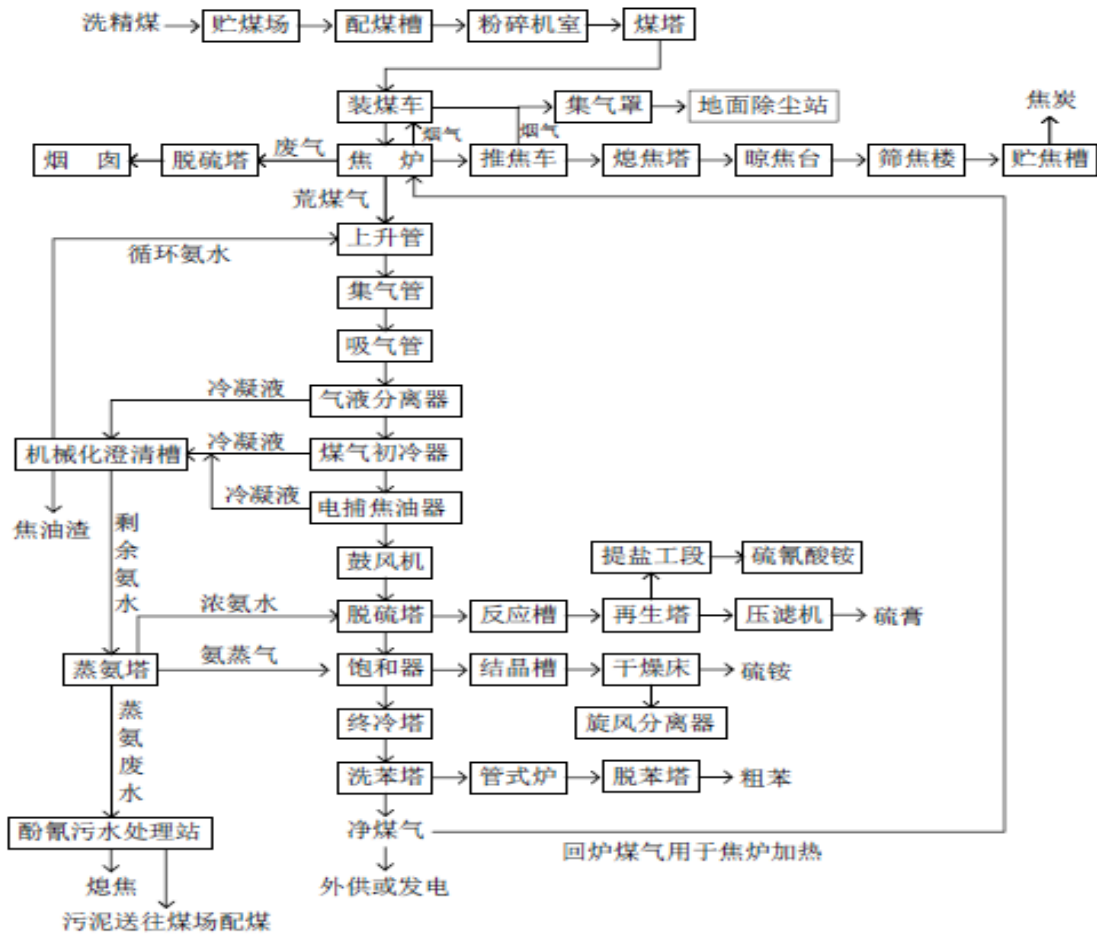 洗精煤
贮煤场
配煤槽
粉碎机室
煤塔
装煤车
集气罩
地面除尘站
焦炭
烟气
烟气
烟 囱
脱硫塔
废气
焦 炉
推焦车
熄焦塔
晾焦台
筛焦楼
贮焦槽
荒煤气
上升管
循环氨水
集气管
吸气管
冷凝液
气液分离器
机械化澄清槽
冷凝液
煤气初冷器
冷凝液
电捕焦油器
焦油渣
剩余氨水
鼓风机
提盐工段
硫氰酸铵
浓氨水
脱硫塔
反应槽
再生塔
压滤机
硫膏
蒸氨塔
氨蒸气
饱和器
结晶槽
干燥床
硫铵
蒸氨废水
终冷塔
旋风分离器
洗苯塔
管式炉
脱苯塔
粗苯
酚氰污水处理站
净煤气
回炉煤气用于焦炉加热
熄焦
外供或发电
污泥送往煤场配煤